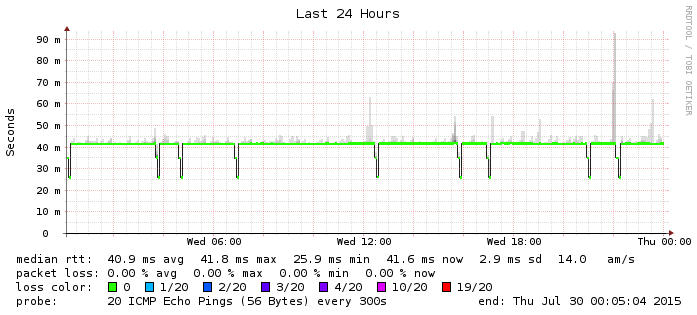 Last 24 Hours
RRDTOOL / TOBI OETIKER
Seconds
90 m
80 m
70 m
60 m
50 m
40 m
30 m
20 m
10 m
0
Wed 06:00 Wed 12:00 Wed 18:00 Thu 00:00
median rtt: 40.9 ms avg 41.8 ms max 25.9 ms min 41.6 ms now 2.9 ms sd 14.0 am/s
packet loss: 0.00 % avg 0.00 % max 0.00 % min 0.00 % now
loss color: 0 1/20 2/20 3/20 4/20 10/20 19/20
probe: 20 ICMP Echo Pings (56 Bytes) every 300s end: Thu Jul 30 00:05:04 2015